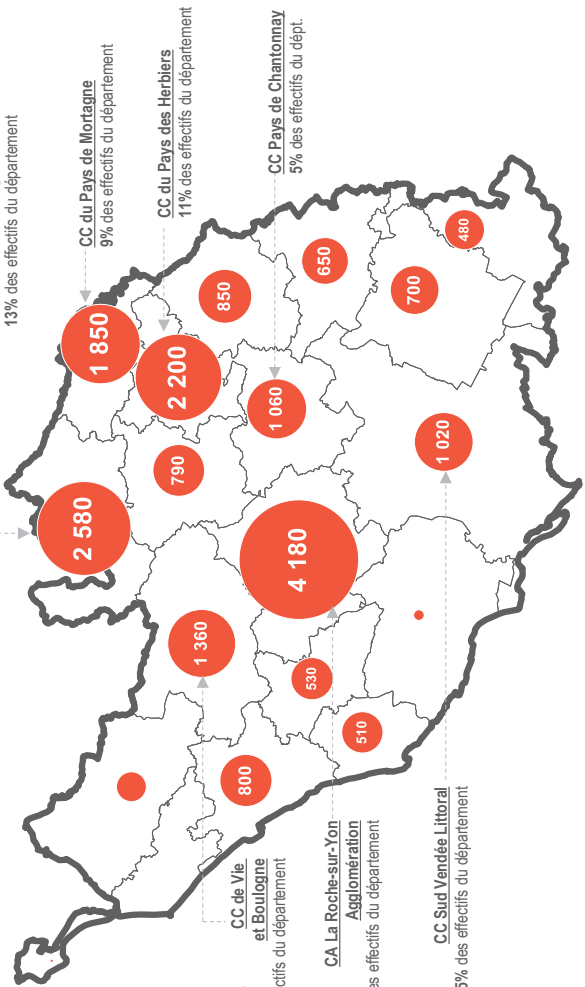 13% des effectifs du département
CC du Pays de Mortagne
9% des effectifs du département
CC du Pays des Herbiers
11% des effectifs du département
CC Pays de Chantonnay
5% des effectifs du dépt.
2 580
1 850
2 200
850
650
480
700
790
1 060
1 020
4 180
1 360
530
510
800
CC de Vie
et Boulogne
du département
CA La Roche-sur-Yon
Agglomération
effectifs du département
CC Sud Vendée Littoral
5% des effectifs du département